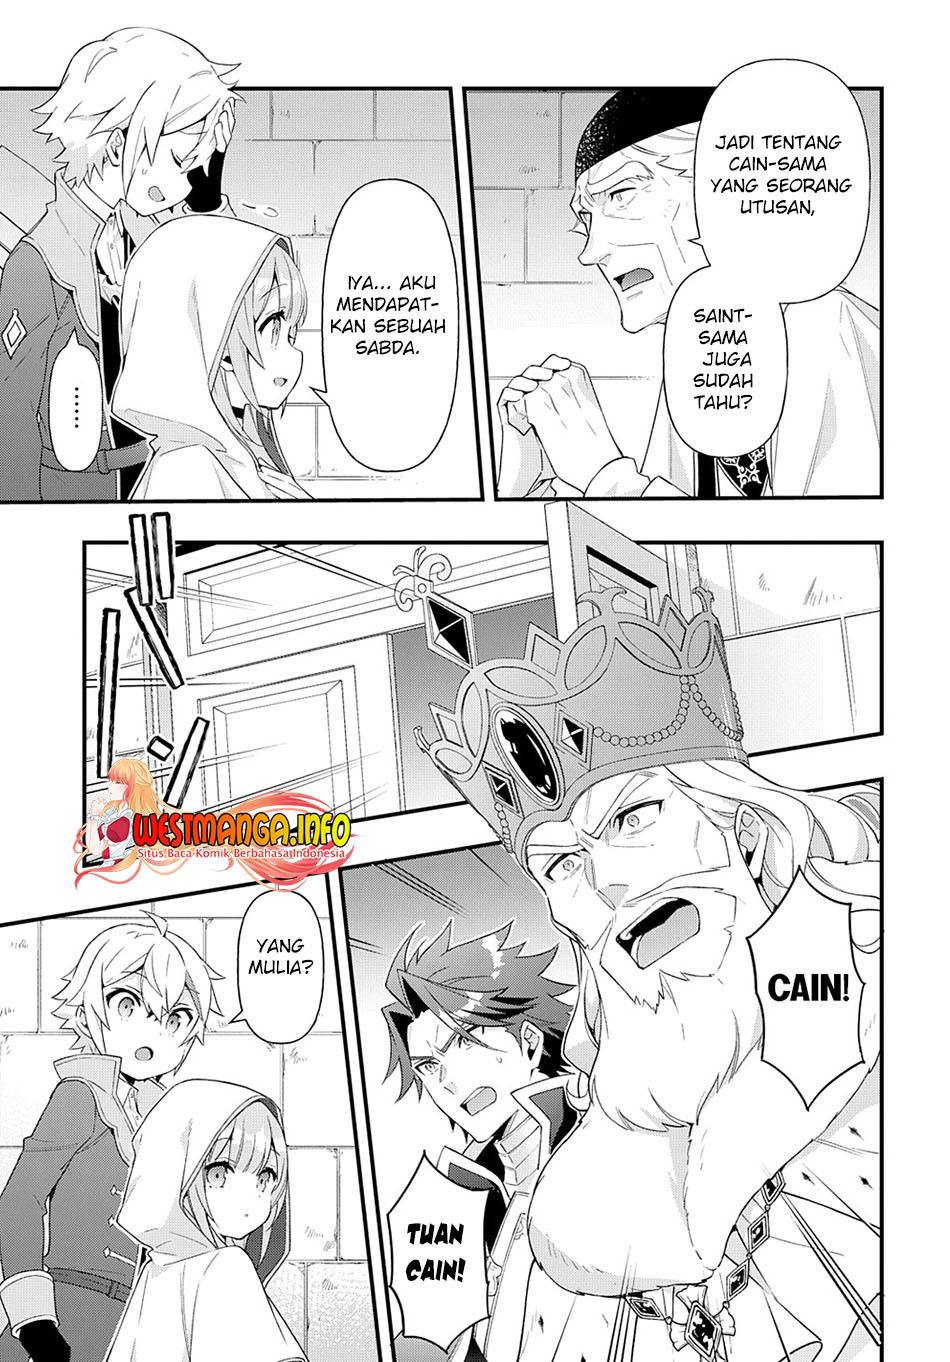 JADI TENTANG
CAIN-SAMA
YANG SEORANG
UTUSAN,
SAINT-
SAMA
JUGA
SUDAH
TAHU?
IYA... AKU
MENDAPAT-
KAN SEBUAH
SABDA.
........
CAIN!
TUAN
CAIN!
YANG
MULIA?
WESTMANGA.INFO
Situs Baca Komik Berbahasa Indonesia